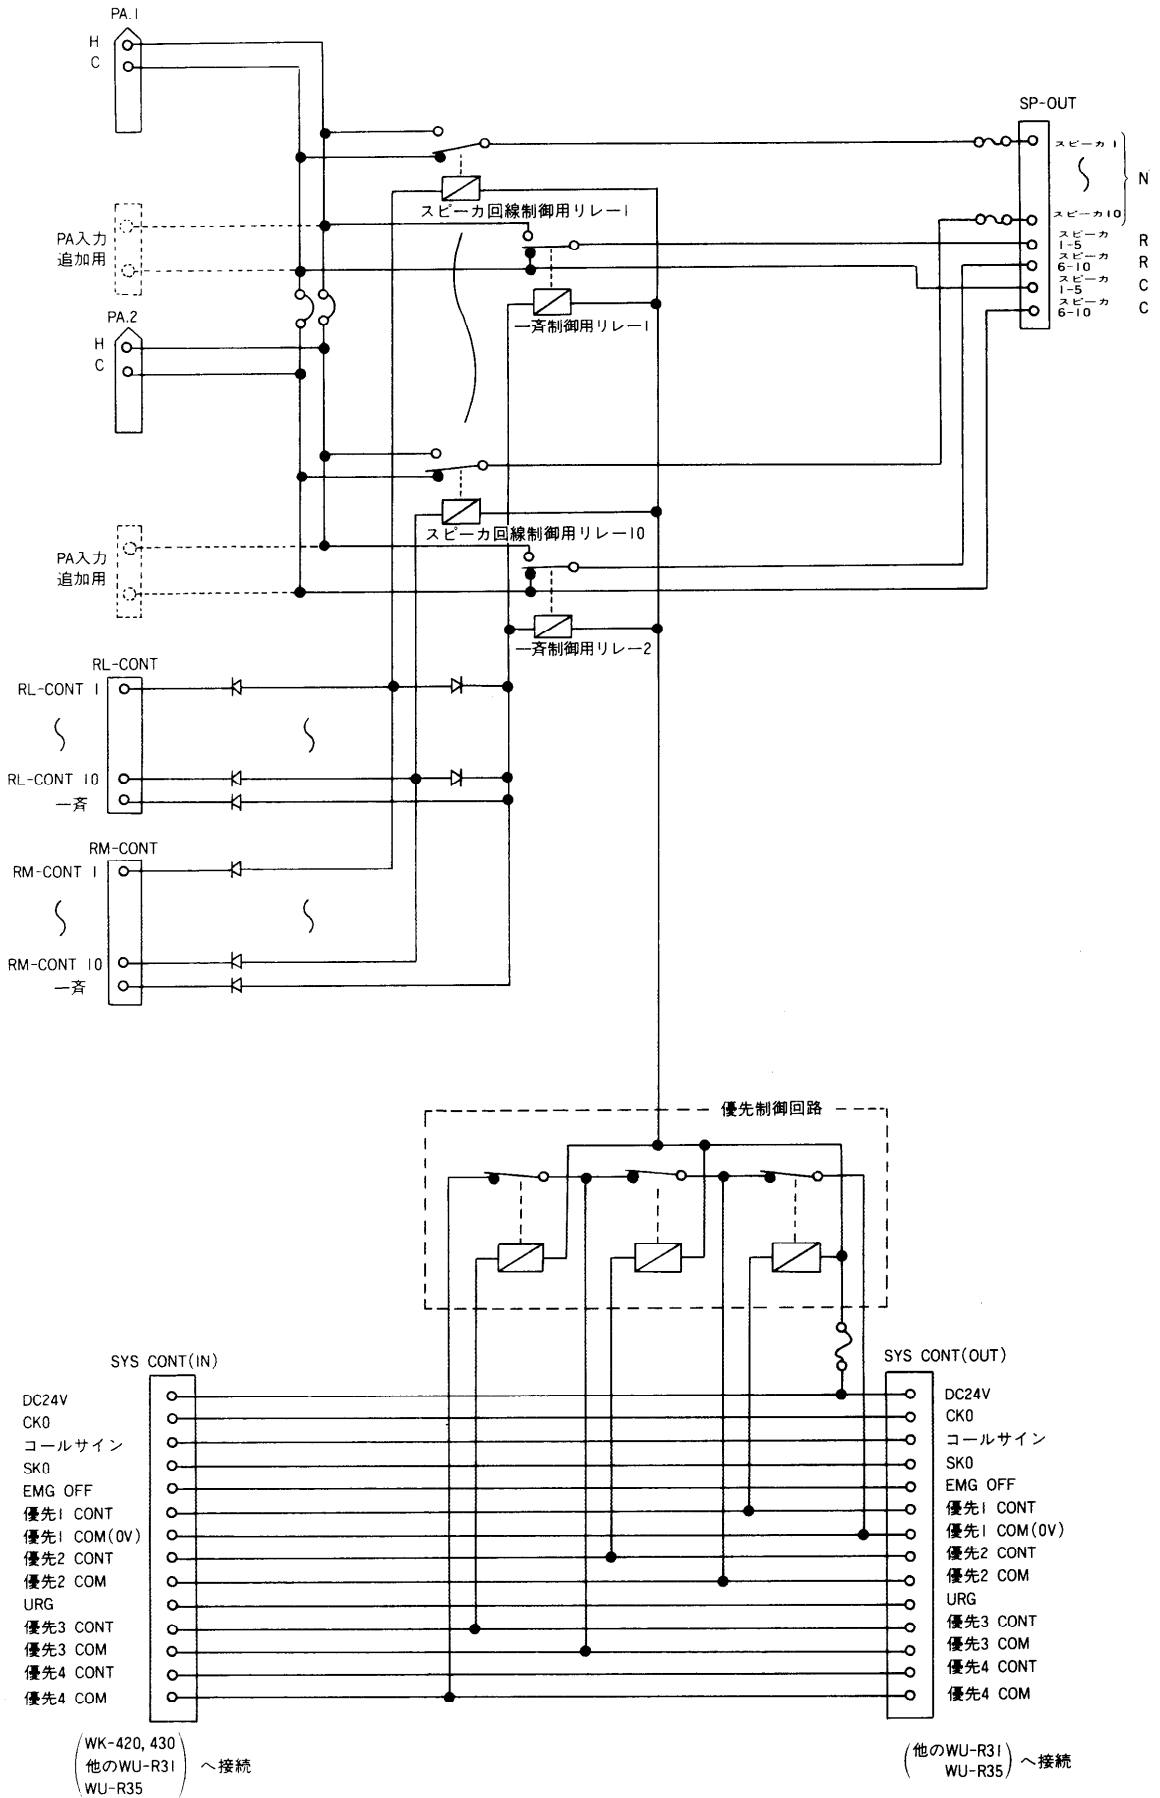 PA.1
H
C
SP-OUT
スピーカ 1
N
スピーカ回線制御用リレー1
スピーカ10
PA入力
追加用
スピーカ
1-5
R
スピーカ
6-10
R
スピーカ
1-5
C
スピーカ
6-10
C
一斉制御用リレー1
PA.2
H
C
スピーカ回線制御用リレー10
PA入力
追加用
一斉制御用リレー2
RL-CONT
RL-CONT 1
RL-CONT 10
一斉
RM-CONT
RM-CONT 1
RM-CONT 10
一斉
優先制御回路
SYS CONT(IN)
DC24V
CK0
コールサイン
SK0
EMG OFF
優先1 CONT
優先1 COM(0V)
優先2 CONT
優先2 COM
URG
優先3 CONT
優先3 COM
優先4 CONT
優先4 COM
(WK-420, 430
他のWU-R31
WU-R35) へ接続
SYS CONT(OUT)
DC24V
CK0
コールサイン
SK0
EMG OFF
優先1 CONT
優先1 COM(0V)
優先2 CONT
優先2 COM
URG
優先3 CONT
優先3 COM
優先4 CONT
優先4 COM
(他のWU-R31
WU-R35) へ接続